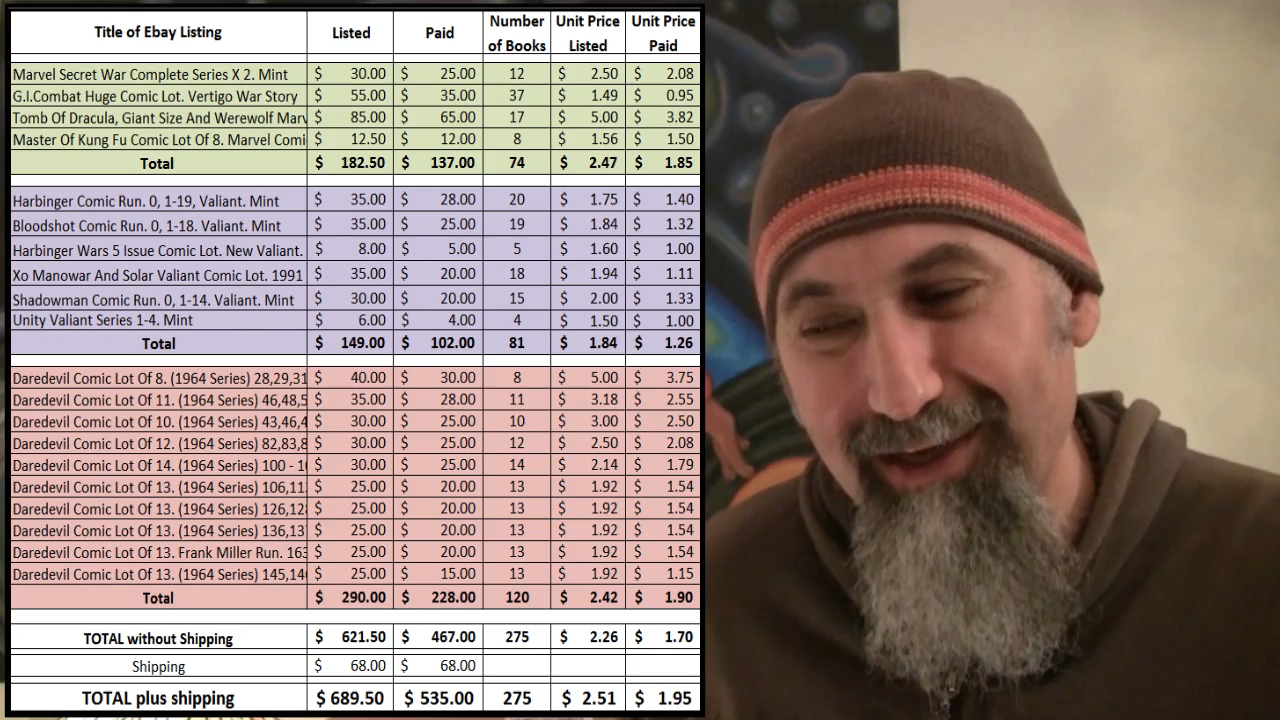 Title of Ebay Listing Listed Paid Number of Books Unit Price Listed Unit Price Paid
Marvel Secret War Complete Series X 2. Mint $ 30.00 $ 25.00 12 $ 2.50 $ 2.08
G.I.Combat Huge Comic Lot. Vertigo War Story $ 55.00 $ 35.00 37 $ 1.49 $ 0.95
Tomb Of Dracula, Giant Size And Werewolf Marv $ 85.00 $ 65.00 17 $ 5.00 $ 3.82
Master Of Kung Fu Comic Lot Of 8. Marvel Comi $ 12.50 $ 12.00 8 $ 1.56 $ 1.50
Total $ 182.50 $ 137.00 74 $ 2.47 $ 1.85
Harbinger Comic Run. 0, 1-19, Valiant. Mint $ 35.00 $ 28.00 20 $ 1.75 $ 1.40
Bloodshot Comic Run. 0, 1-18. Valiant. Mint $ 35.00 $ 25.00 19 $ 1.84 $ 1.32
Harbinger Wars 5 Issue Comic Lot. New Valiant. $ 8.00 $ 5.00 5 $ 1.60 $ 1.00
Xo Manowar And Solar Valiant Comic Lot. 1991 $ 35.00 $ 20.00 18 $ 1.94 $ 1.11
Shadowman Comic Run. 0, 1-14. Valiant. Mint $ 30.00 $ 20.00 15 $ 2.00 $ 1.33
Unity Valiant Series 1-4. Mint $ 6.00 $ 4.00 4 $ 1.50 $ 1.00
Total $ 149.00 $ 102.00 81 $ 1.84 $ 1.26
Daredevil Comic Lot Of 8. (1964 Series) 28,29,31 $ 40.00 $ 30.00 8 $ 5.00 $ 3.75
Daredevil Comic Lot Of 11. (1964 Series) 46,48,5 $ 35.00 $ 28.00 11 $ 3.18 $ 2.55
Daredevil Comic Lot Of 10. (1964 Series) 43,46,4 $ 30.00 $ 25.00 10 $ 3.00 $ 2.50
Daredevil Comic Lot Of 12. (1964 Series) 82,83,8 $ 30.00 $ 25.00 12 $ 2.50 $ 2.08
Daredevil Comic Lot Of 14. (1964 Series) 100 - 10 $ 30.00 $ 25.00 14 $ 2.14 $ 1.79
Daredevil Comic Lot Of 13. (1964 Series) 106,11 $ 25.00 $ 20.00 13 $ 1.92 $ 1.54
Daredevil Comic Lot Of 13. (1964 Series) 126,12 $ 25.00 $ 20.00 13 $ 1.92 $ 1.54
Daredevil Comic Lot Of 13. (1964 Series) 136,13 $ 25.00 $ 20.00 13 $ 1.92 $ 1.54
Daredevil Comic Lot Of 13. Frank Miller Run. 163 $ 25.00 $ 20.00 13 $ 1.92 $ 1.54
Daredevil Comic Lot Of 13. (1964 Series) 145,14 $ 25.00 $ 15.00 13 $ 1.92 $ 1.15
Total $ 290.00 $ 228.00 120 $ 2.42 $ 1.90
TOTAL without Shipping $ 621.50 $ 467.00 275 $ 2.26 $ 1.70
Shipping $ 68.00 $ 68.00
TOTAL plus shipping $ 689.50 $ 535.00 275 $ 2.51 $ 1.95